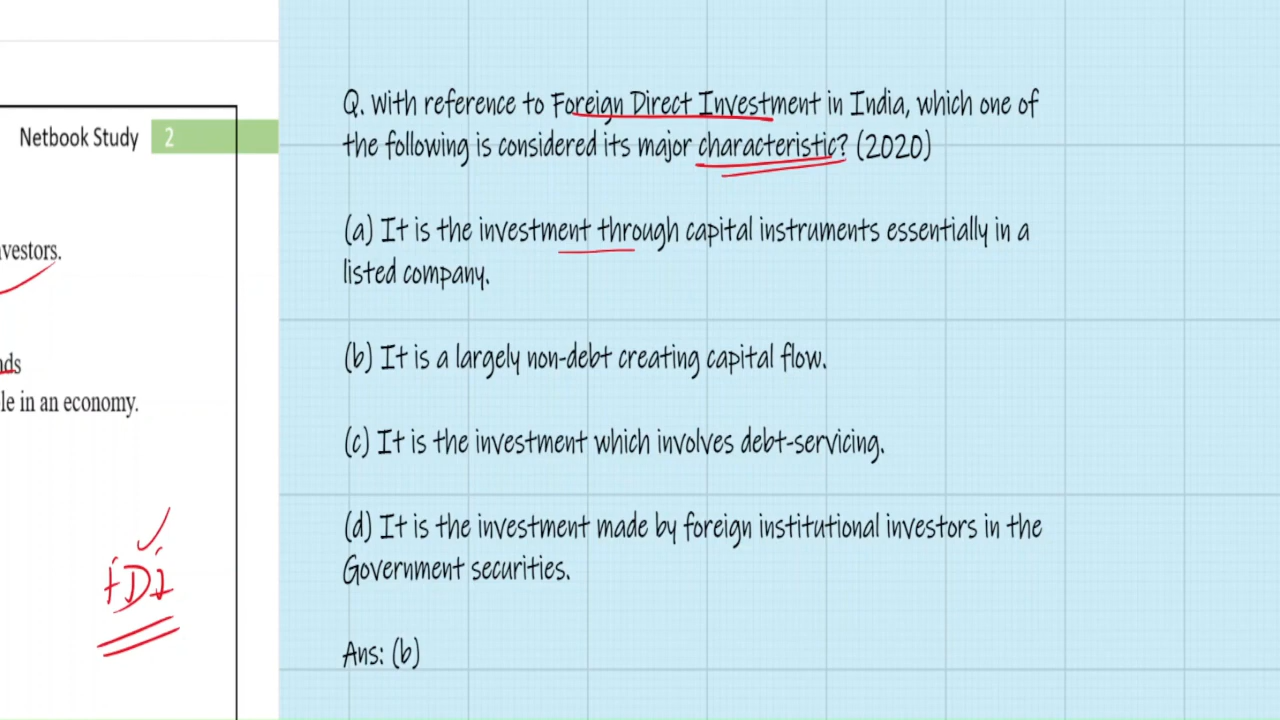 Netbook Study 2
nvestors.
nds
le in an economy.
FDI
Q. With reference to Foreign Direct Investment in India, which one of
the following is considered its major characteristic? (2020)
(a) It is the investment through capital instruments essentially in a
listed company.
(b) It is a largely non-debt creating capital flow.
(c) It is the investment which involves debt-servicing.
(d) It is the investment made by foreign institutional investors in the
Government securities.
Ans: (b)